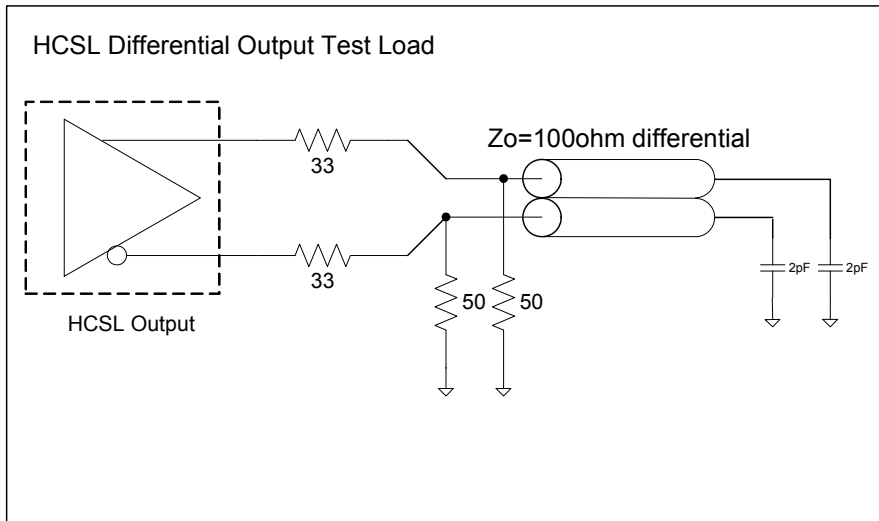 HCSL Differential Output Test Load
Zo=100ohm differential
33
33
50
50
2pF
2pF
HCSL Output